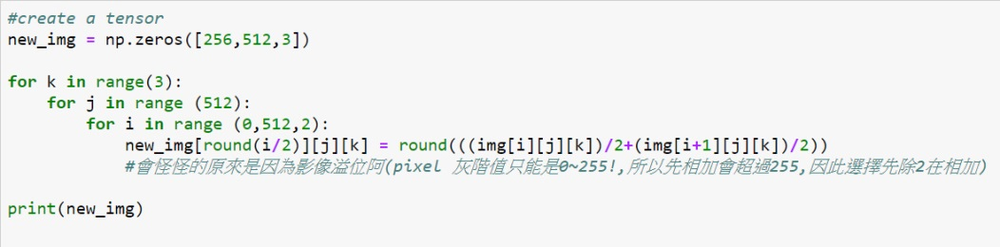 #create a tensor
new_img = np.zeros([256,512,3])
for k in range(3):
    for j in range (512):
        for i in range (0,512,2):
            new_img[round(i/2)][j][k] = round(((img[i][j][k])/2+(img[i+1][j][k])/2))
            #會怪怪的原來是因為影像溢位阿(pixel 灰階值只能是0~255!,所以先相加會超過255,因此選擇先除2在相加)
print(new_img)